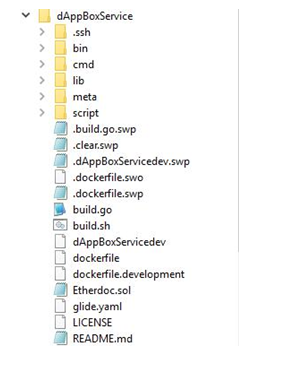 dAppBoxService
.ssh
bin
cmd
lib
meta
script
.build.go.swp
.clear.swp
.dAppBoxServicedev.swp
.dockerfile.swo
.dockerfile.swp
build.go
build.sh
dAppBoxServicedev
dockerfile
dockerfile.development
Etherdoc.sol
glide.yaml
LICENSE
README.md